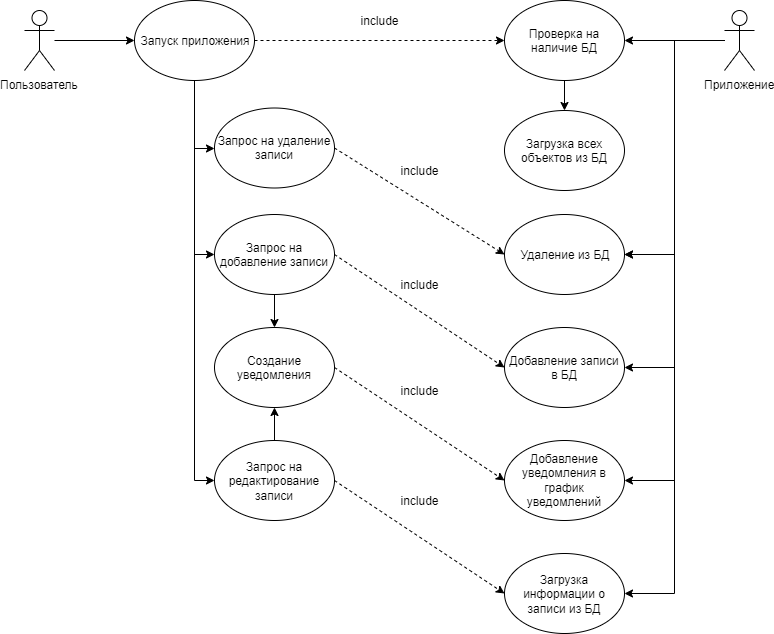 include
Запуск приложения
Проверка на
наличие БД
Пользователь
Приложение
Запрос на удаление
записи
Загрузка всех
объектов из БД
include
Запрос на
добавление записи
Удаление из БД
include
Создание
уведомления
Добавление записи
в БД
include
Запрос на
редактирование
записи
Добавление
уведомления в
график
уведомлений
include
Загрузка
информации о
записи из БД